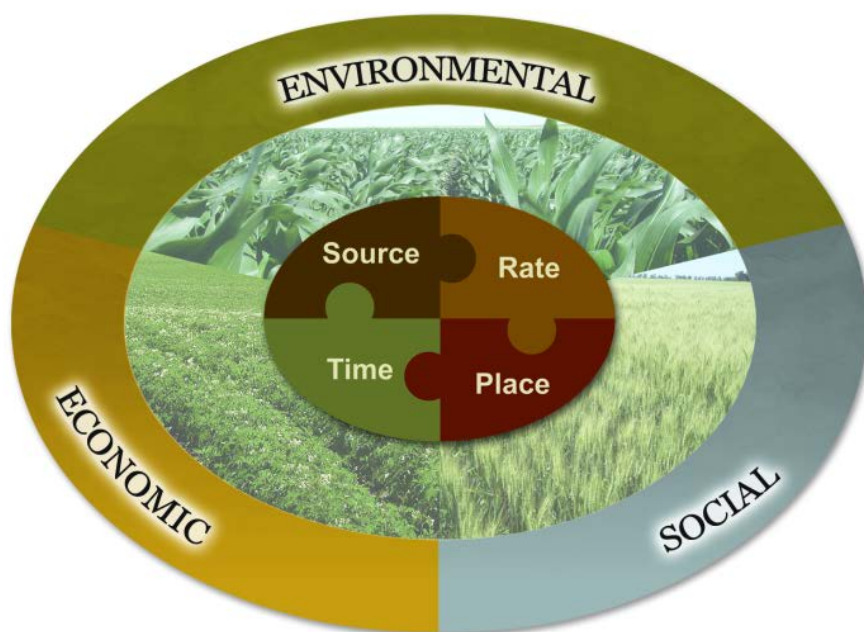 ENVIRONMENTAL
Source
Rate
Time
Place
ECONOMIC
SOCIAL